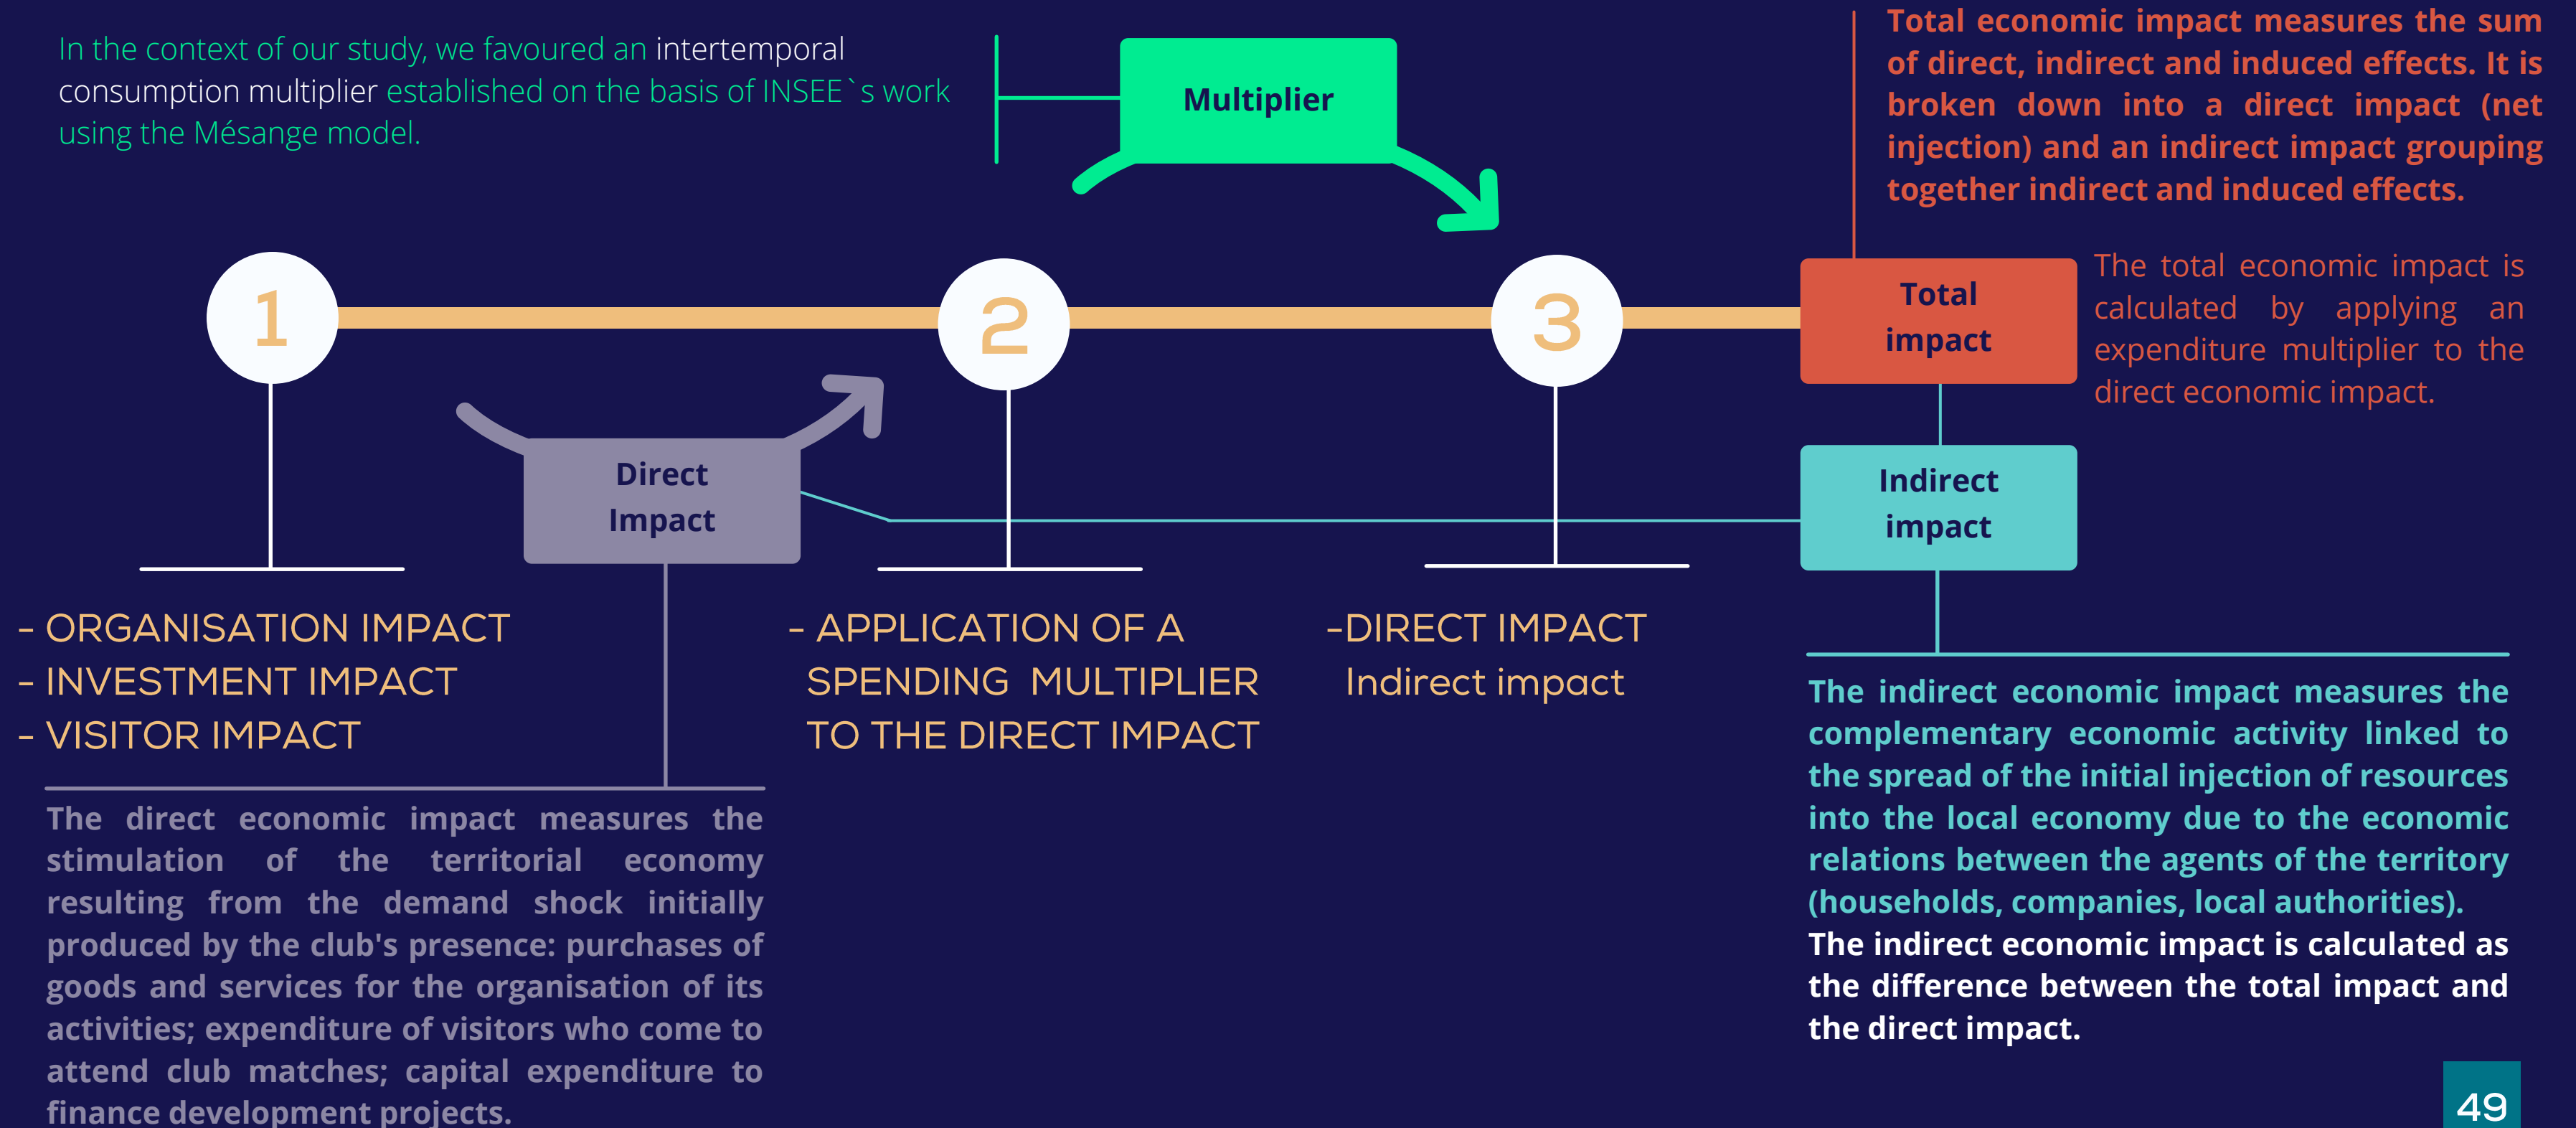 In the context of our study, we favoured an intertemporal
consumption multiplier established on the basis of INSEE`s work
using the Mésange model.
Multiplier
Total economic impact measures the sum
of direct, indirect and induced effects. It is
broken down into a direct impact (net
injection) and an indirect impact grouping
together indirect and induced effects.
1
2
3
Total
impact
The total economic impact is
calculated by applying an
expenditure multiplier to the
direct economic impact.
Direct
Impact
Indirect
impact
- ORGANISATION IMPACT
- INVESTMENT IMPACT
- VISITOR IMPACT
- APPLICATION OF A
SPENDING MULTIPLIER
TO THE DIRECT IMPACT
-DIRECT IMPACT
Indirect impact
The direct economic impact measures the
stimulation of the territorial economy
resulting from the demand shock initially
produced by the club's presence: purchases of
goods and services for the organisation of its
activities; expenditure of visitors who come to
attend club matches; capital expenditure to
finance development projects.
The indirect economic impact measures the
complementary economic activity linked to
the spread of the initial injection of resources
into the local economy due to the economic
relations between the agents of the territory
(households, companies, local authorities).
The indirect economic impact is calculated as
the difference between the total impact and
the direct impact.
49